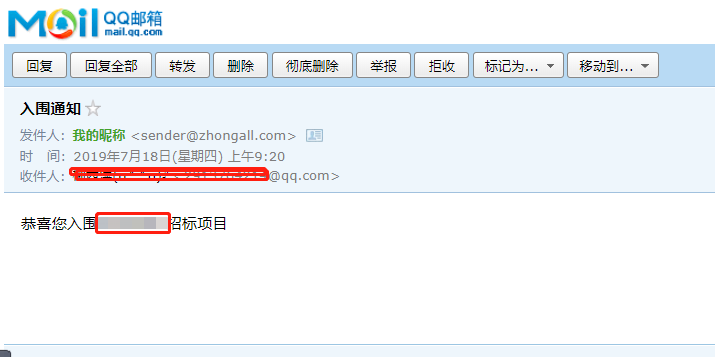 Mail QQ邮箱
mail.qq.com
回复 回复全部 转发 删除 彻底删除 举报 拒收 标记为... 移动到...
入围通知
发件人: 我的昵称 <sender@zhongall.com>
时 间: 2019年7月18日(星期四) 上午9:20
收件人: @qq.com>
恭喜您入围 招标项目